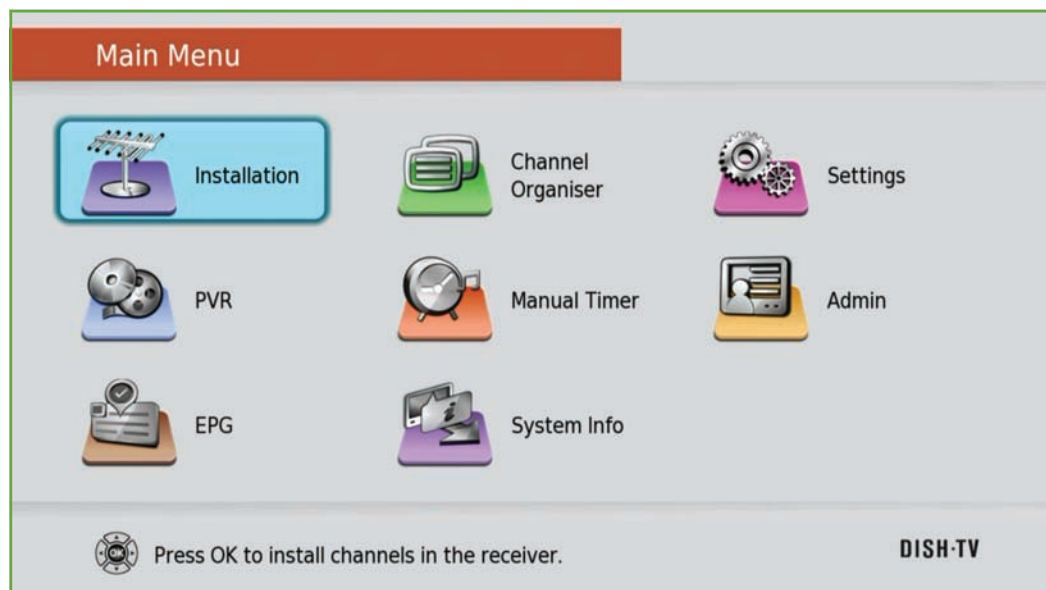 Main Menu
Installation
Channel
Organiser
Settings
PVR
Manual Timer
Admin
EPG
System Info
OK Press OK to install channels in the receiver.
DISH·TV